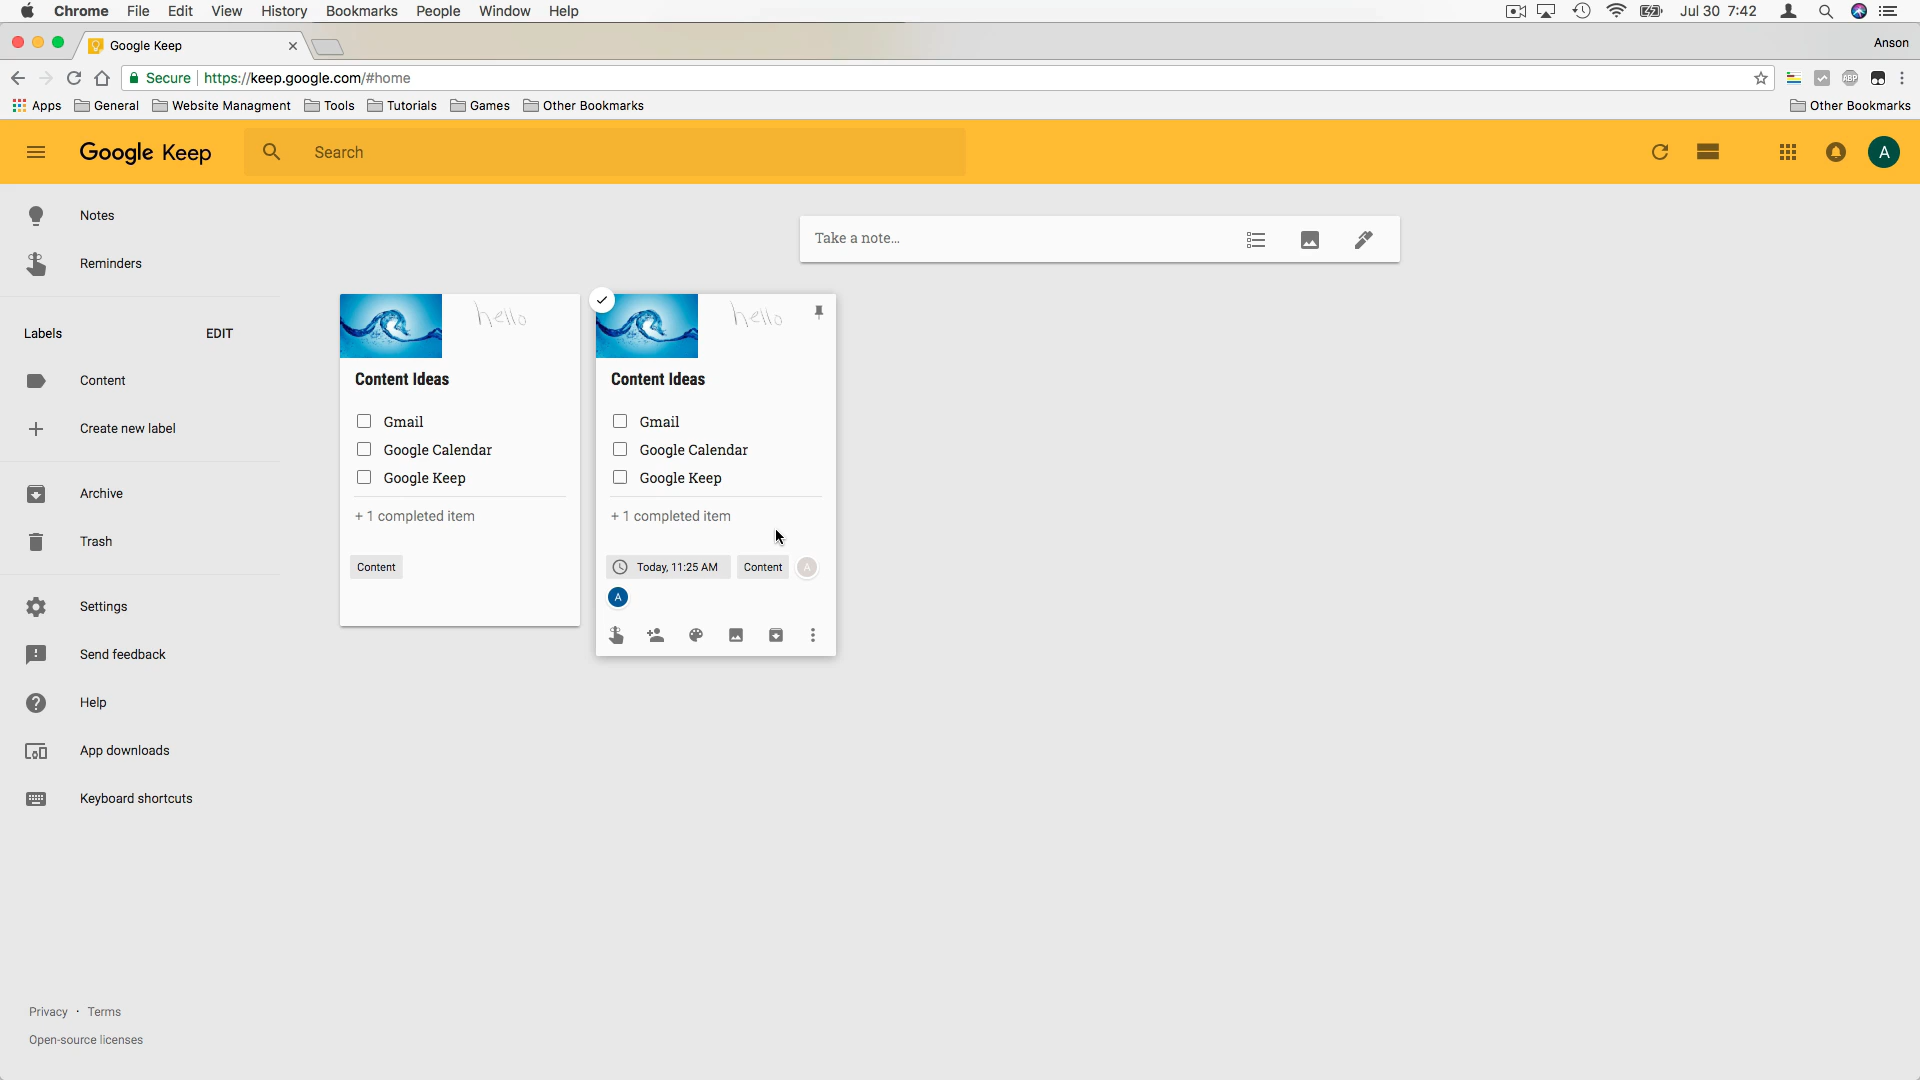 Chrome File Edit View History Bookmarks People Window Help Jul 30 7:42
Google Keep Anson
Secure https://keep.google.com/#home ABP
Apps General Website Managment Tools Tutorials Games Other Bookmarks Other Bookmarks
Google Keep Search A
Notes
Take a note...
Reminders
hello hello
Labels EDIT
Content Ideas Content Ideas
Content
Gmail Gmail
Create new label
Google Calendar Google Calendar
Google Keep Google Keep
Archive
+ 1 completed item + 1 completed item
Trash
Content Today, 11:25 AM Content A
A
Settings
Send feedback
Help
App downloads
Keyboard shortcuts
Privacy · Terms
Open-source licenses